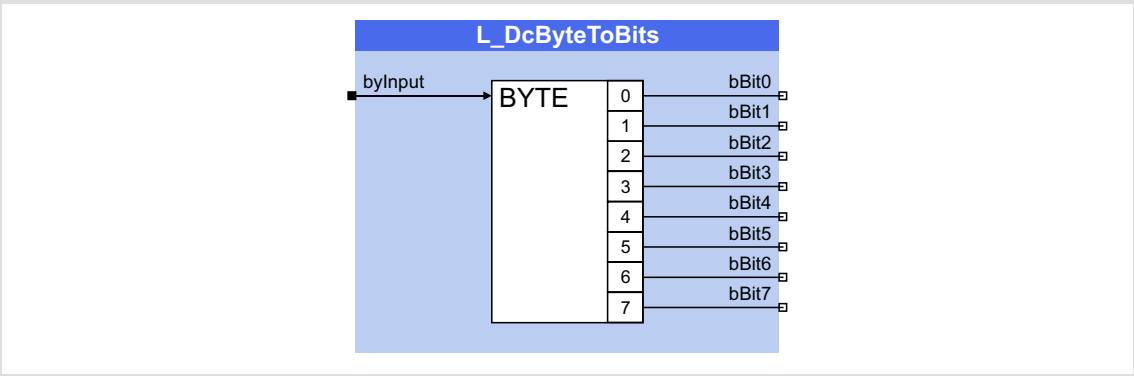 L_DcByteToBits
byInput
BYTE
0
bBit0
1
bBit1
2
bBit2
3
bBit3
4
bBit4
5
bBit5
6
bBit6
7
bBit7